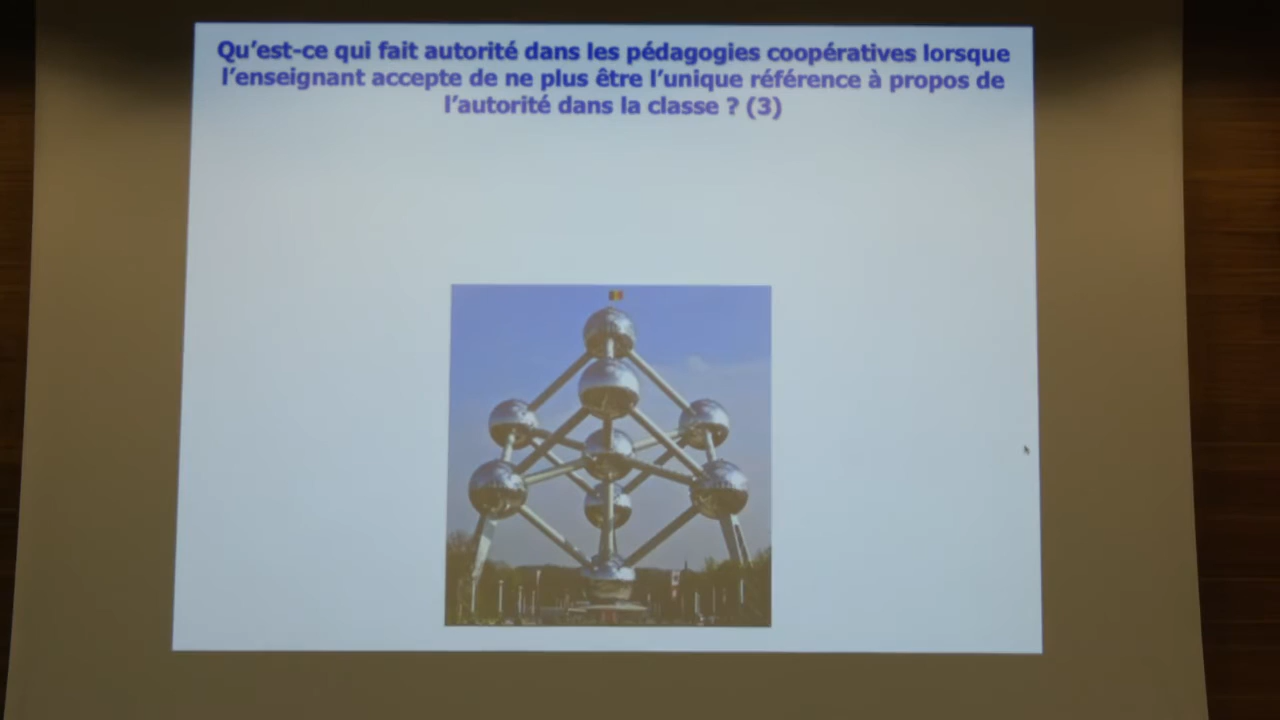 Qu'est-ce qui fait autorité dans les pédagogies coopératives lorsque
l'enseignant accepte de ne plus être l'unique référence à propos de
l'autorité dans la classe ? (3)